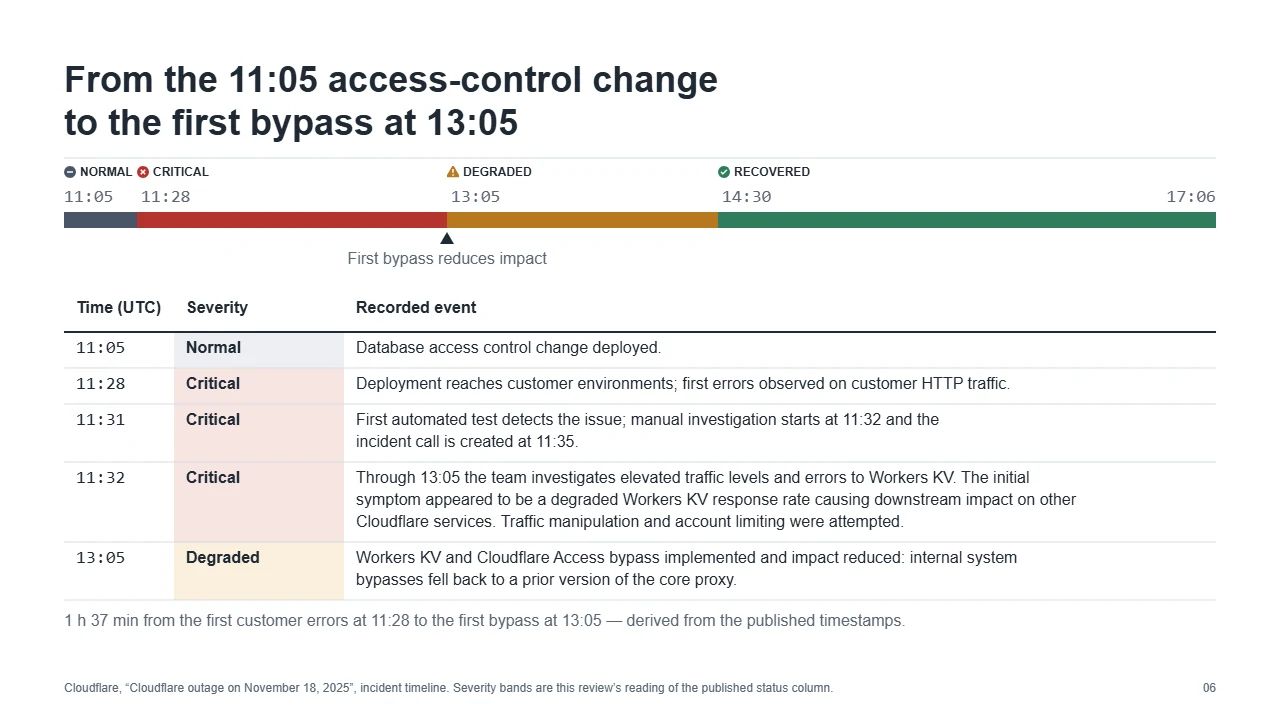 From the 11:05 access-control change
to the first bypass at 13:05
NORMAL CRITICAL DEGRADED RECOVERED
11:05 11:28 13:05 14:30 17:06
First bypass reduces impact
Time (UTC) Severity Recorded event
11:05 Normal Database access control change deployed.
11:28 Critical Deployment reaches customer environments; first errors observed on customer HTTP traffic.
11:31 Critical First automated test detects the issue; manual investigation starts at 11:32 and the
incident call is created at 11:35.
11:32 Critical Through 13:05 the team investigates elevated traffic levels and errors to Workers KV. The initial
symptom appeared to be a degraded Workers KV response rate causing downstream impact on other
Cloudflare services. Traffic manipulation and account limiting were attempted.
13:05 Degraded Workers KV and Cloudflare Access bypass implemented and impact reduced: internal system
bypasses fell back to a prior version of the core proxy.
1 h 37 min from the first customer errors at 11:28 to the first bypass at 13:05 — derived from the published timestamps.
Cloudflare, “Cloudflare outage on November 18, 2025”, incident timeline. Severity bands are this review’s reading of the published status column. 06